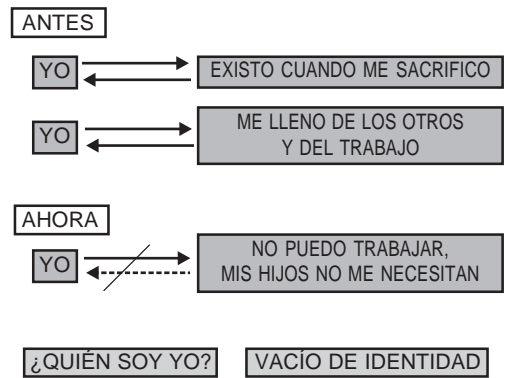 ANTES
YO
EXISTO CUANDO ME SACRIFICO
YO
ME LLENO DE LOS OTROS
Y DEL TRABAJO
AHORA
YO
NO PUEDO TRABAJAR,
MIS HIJOS NO ME NECESITAN
¿QUIÉN SOY YO?
VACÍO DE IDENTIDAD